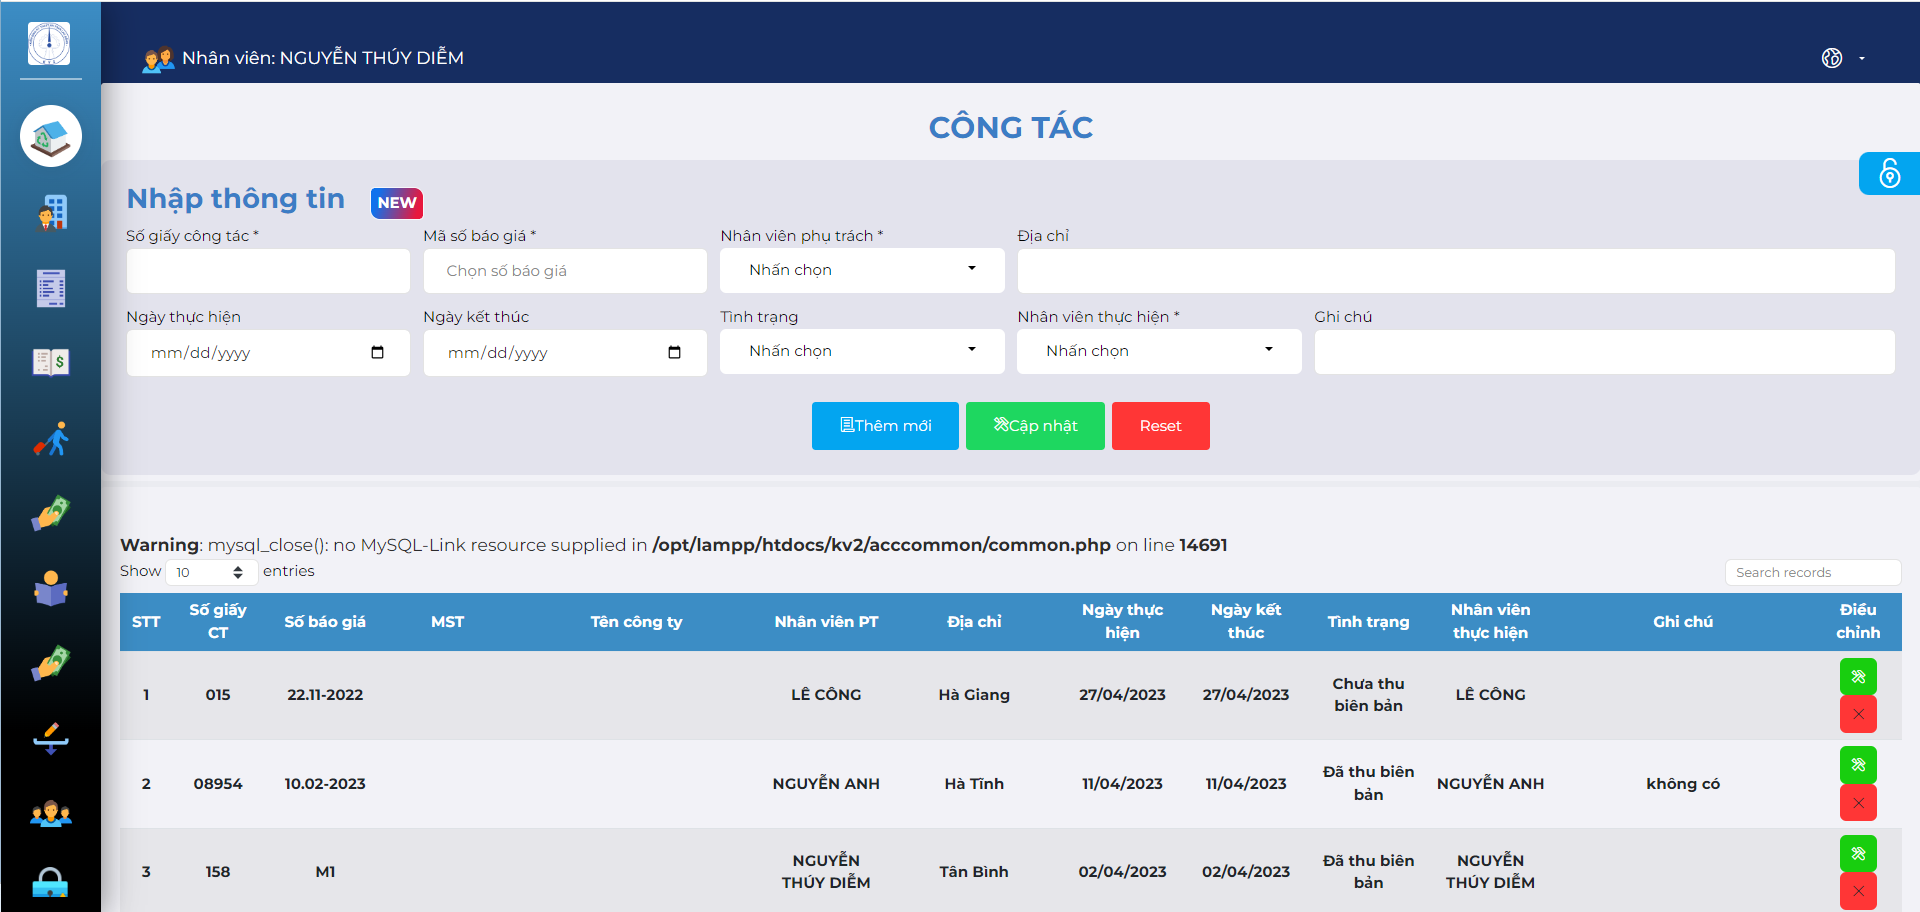 Nhân viên: NGUYỄN THÚY DIỄM
CÔNG TÁC
Nhập thông tin NEW
Số giấy công tác * Mã số báo giá * Nhân viên phụ trách * Địa chỉ
Chọn số báo giá Nhấn chọn
Ngày thực hiện Ngày kết thúc Tình trạng Nhân viên thực hiện * Ghi chú
mm/dd/yyyy mm/dd/yyyy Nhấn chọn Nhấn chọn
Thêm mới Cập nhật Reset
Warning: mysql_close(): no MySQL-Link resource supplied in /opt/lampp/htdocs/kv2/acccommon/common.php on line 14691
Show 10 entries Search records
STT Số giấy CT Số báo giá MST Tên công ty Nhân viên PT Địa chỉ Ngày thực hiện Ngày kết thúc Tình trạng Nhân viên thực hiện Ghi chú Điều chỉnh
1 015 22.11-2022 LÊ CÔNG Hà Giang 27/04/2023 27/04/2023 Chưa thu biên bản LÊ CÔNG
2 08954 10.02-2023 NGUYỄN ANH Hà Tĩnh 11/04/2023 11/04/2023 Đã thu biên bản NGUYỄN ANH không có
3 158 M1 NGUYỄN THÚY DIỄM Tân Bình 02/04/2023 02/04/2023 Đã thu biên bản NGUYỄN THÚY DIỄM